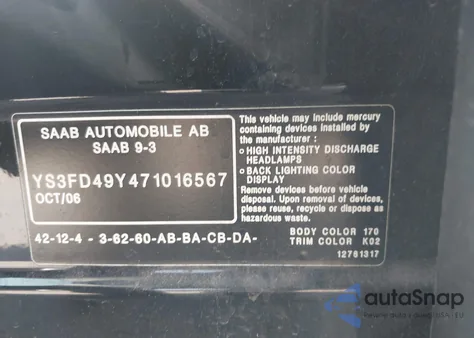 SAAB AUTOMOBILE AB
SAAB 9-3
YS3FD49Y471016567
OCT/06
42-12-4 - 3-62-60-AB-BA-CB-DA-
This vehicle may include mercury
containing devices installed by
the manufacturer:
HIGH INTENSITY DISCHARGE
HEADLAMPS
BACK LIGHTING COLOR
DISPLAY
Remove devices before vehicle
disposal. Upon removal of devices,
please reuse, recycle or dispose as
hazardous waste.
BODY COLOR 170
TRIM COLOR K02
12761317
autoSnap